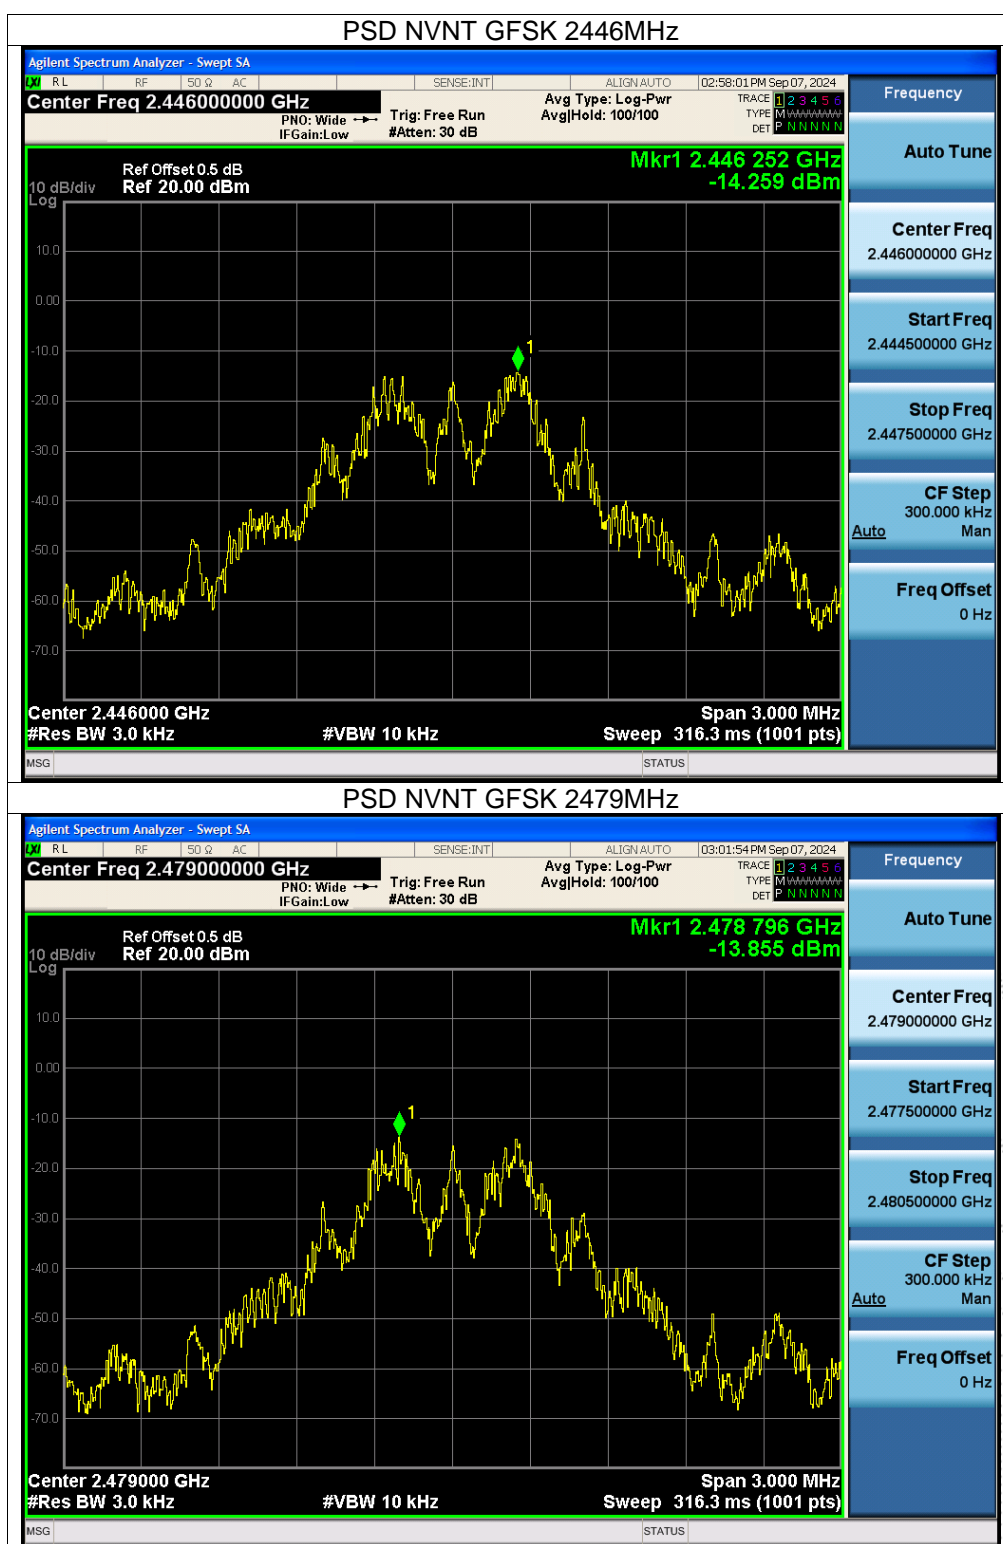 PSD NVNT GFSK 2446MHz
Agilent Spectrum Analyzer - Swept SA
LXI RL RF 50 Ω AC SENSE:INT ALIGNAUTO 02:58:01 PM Sep 07, 2024
Center Freq 2.446000000 GHz
PNO: Wide
IFGain:Low
Trig: Free Run
#Atten: 30 dB
Avg Type: Log-Pwr
Avg|Hold: 100/100
TRACE 1 2 3 4 5 6
TYPE M WWWWW
DET P N N N N N
Frequency
Auto Tune
Center Freq
2.446000000 GHz
Start Freq
2.444500000 GHz
Stop Freq
2.447500000 GHz
CF Step
300.000 kHz
Auto Man
Freq Offset
0 Hz
Mkr1 2.446 252 GHz
-14.259 dBm
Ref Offset 0.5 dB
10 dB/div Ref 20.00 dBm
Log
10.0
0.00
1
-10.0
-20.0
-30.0
-40.0
-50.0
-60.0
-70.0
Center 2.446000 GHz Span 3.000 MHz
#Res BW 3.0 kHz #VBW 10 kHz Sweep 316.3 ms (1001 pts)
MSG STATUS
PSD NVNT GFSK 2479MHz
Agilent Spectrum Analyzer - Swept SA
LXI RL RF 50 Ω AC SENSE:INT ALIGNAUTO 03:01:54 PM Sep 07, 2024
Center Freq 2.479000000 GHz
PNO: Wide
IFGain:Low
Trig: Free Run
#Atten: 30 dB
Avg Type: Log-Pwr
Avg|Hold: 100/100
TRACE 1 2 3 4 5 6
TYPE M WWWWW
DET P N N N N N
Frequency
Auto Tune
Center Freq
2.479000000 GHz
Start Freq
2.477500000 GHz
Stop Freq
2.480500000 GHz
CF Step
300.000 kHz
Auto Man
Freq Offset
0 Hz
Mkr1 2.478 796 GHz
-13.855 dBm
Ref Offset 0.5 dB
10 dB/div Ref 20.00 dBm
Log
10.0
0.00
1
-10.0
-20.0
-30.0
-40.0
-50.0
-60.0
-70.0
Center 2.479000 GHz Span 3.000 MHz
#Res BW 3.0 kHz #VBW 10 kHz Sweep 316.3 ms (1001 pts)
MSG STATUS